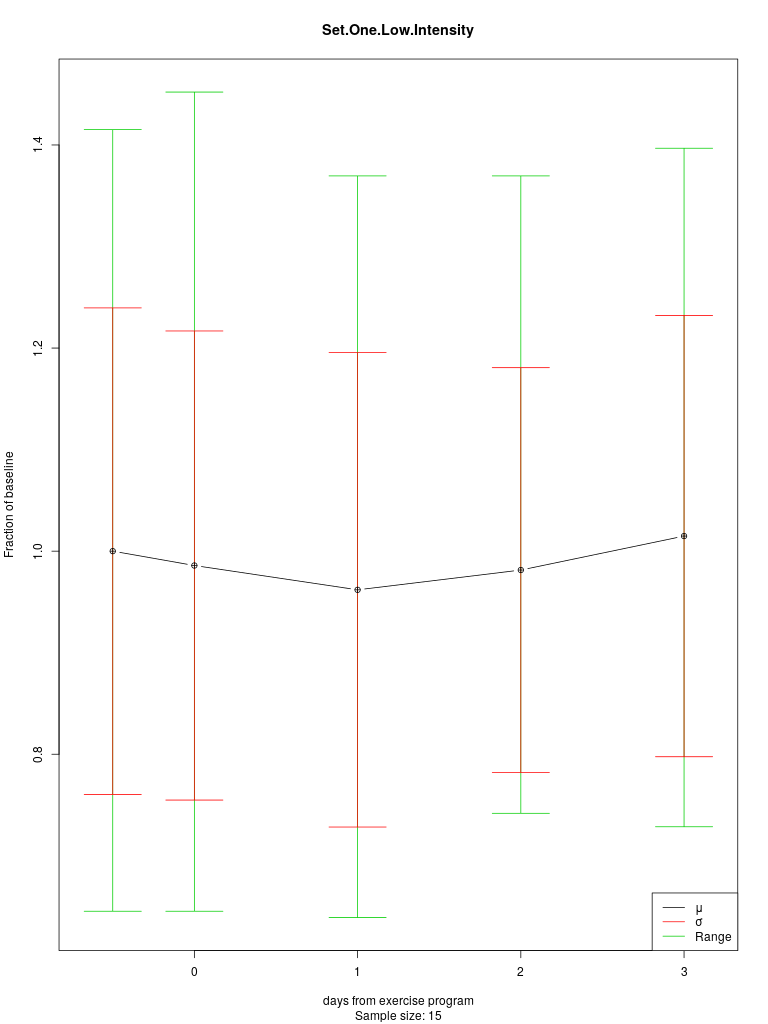 Set.One.Low.Intensity
Fraction of baseline
1.4
1.2
1.0
0.8
0 1 2 3
μ
σ
Range
days from exercise program
Sample size: 15